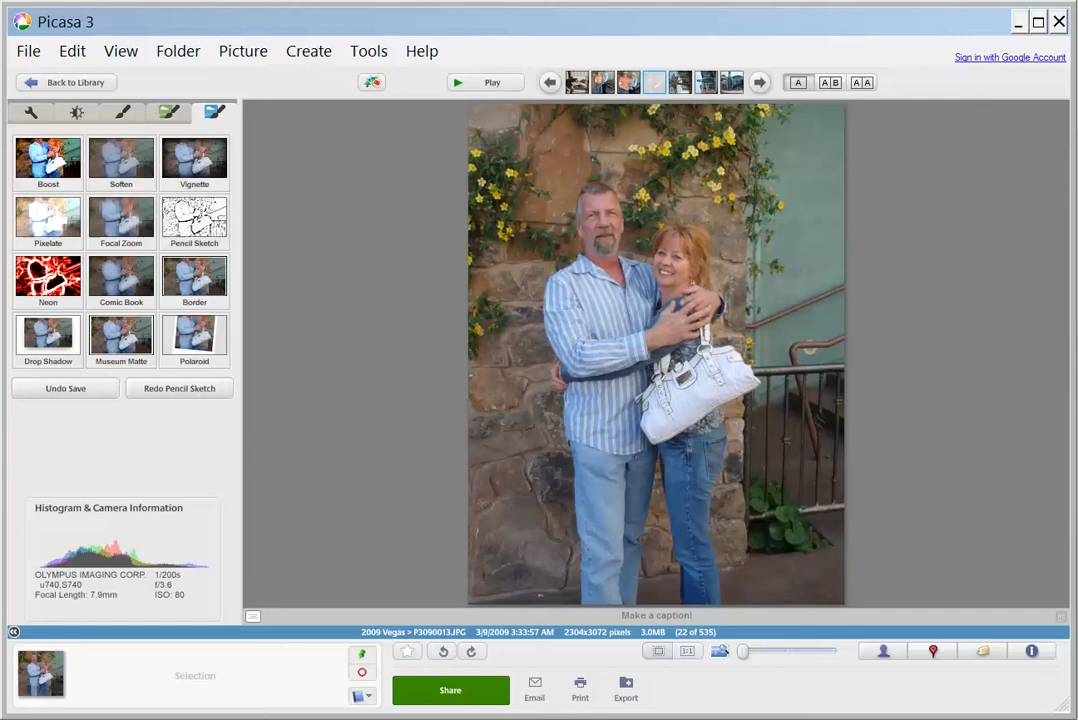 Picasa 3
File Edit View Folder Picture Create Tools Help
Sign in with Google Account
Back to Library
Play
A
A B
A A
Boost Soften Vignette
Pixelate Focal Zoom Pencil Sketch
Neon Comic Book Border
Drop Shadow Museum Matte Polaroid
Undo Save Redo Pencil Sketch
Histogram & Camera Information
OLYMPUS IMAGING CORP. 1/200s
u740,S740 f/3.6
Focal Length: 7.9mm ISO: 80
Make a caption!
2009 Vegas > P3090013.JPG 3/9/2009 3:33:57 AM 2304x3072 pixels 3.0MB (22 of 535)
1:1
Selection
Share
Email Print Export